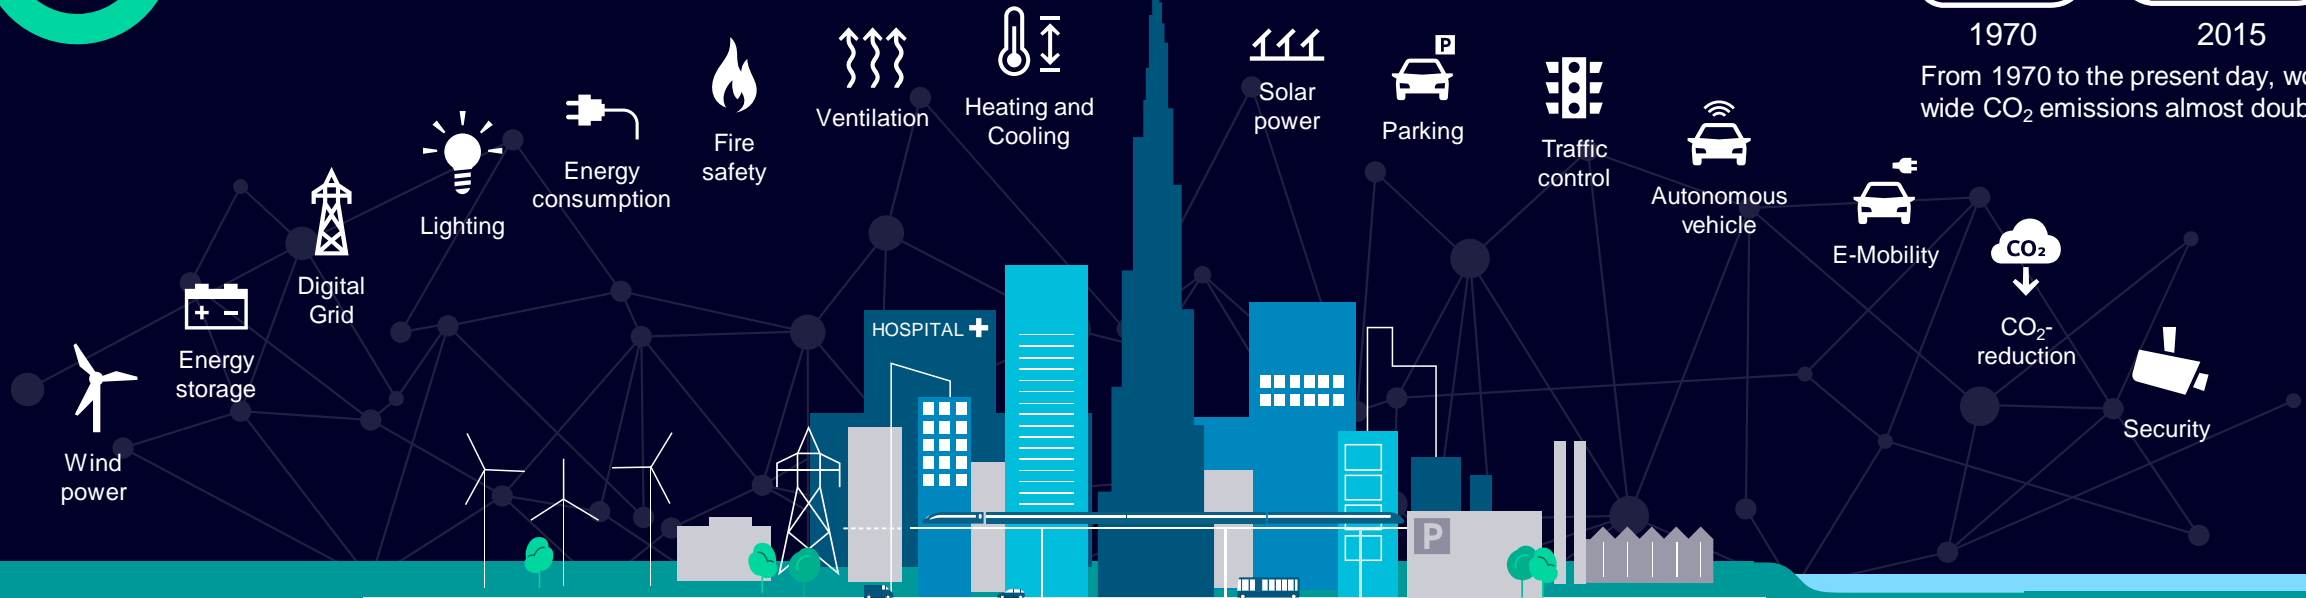 1970
2015
From 1970 to the present day,
wide CO₂ emissions almost
Solar
power
Parking
P
Traffic
control
Autonomous
vehicle
E-Mobility
CO₂
CO₂-
reduction
Security
Heating and
Cooling
Ventilation
Fire
safety
Energy
consumption
Lighting
Digital
Grid
Energy
storage
Wind
power
HOSPITAL
P